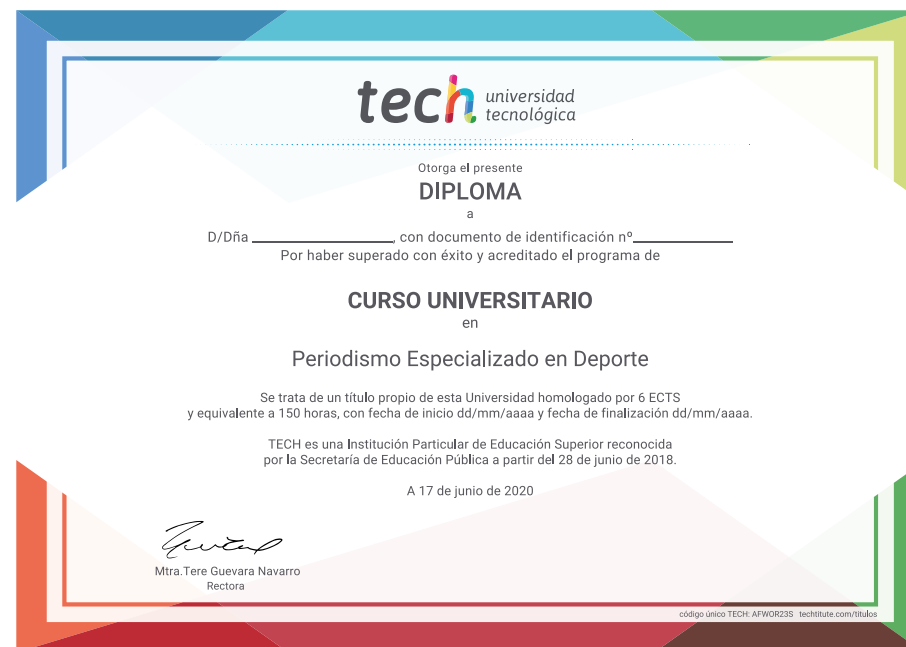 tech universidad
tecnológica
Otorga el presente
DIPLOMA
a
D/Dña ____________________, con documento de identificación nº______________
Por haber superado con éxito y acreditado el programa de
CURSO UNIVERSITARIO
en
Periodismo Especializado en Deporte
Se trata de un título propio de esta Universidad homologado por 6 ECTS
y equivalente a 150 horas, con fecha de inicio dd/mm/aaaa y fecha de finalización dd/mm/aaaa.
TECH es una Institución Particular de Educación Superior reconocida
por la Secretaría de Educación Pública a partir del 28 de junio de 2018.
A 17 de junio de 2020
Mtra.Tere Guevara Navarro
Rectora
código único TECH: AFWOR23S techtitute.com/titulos